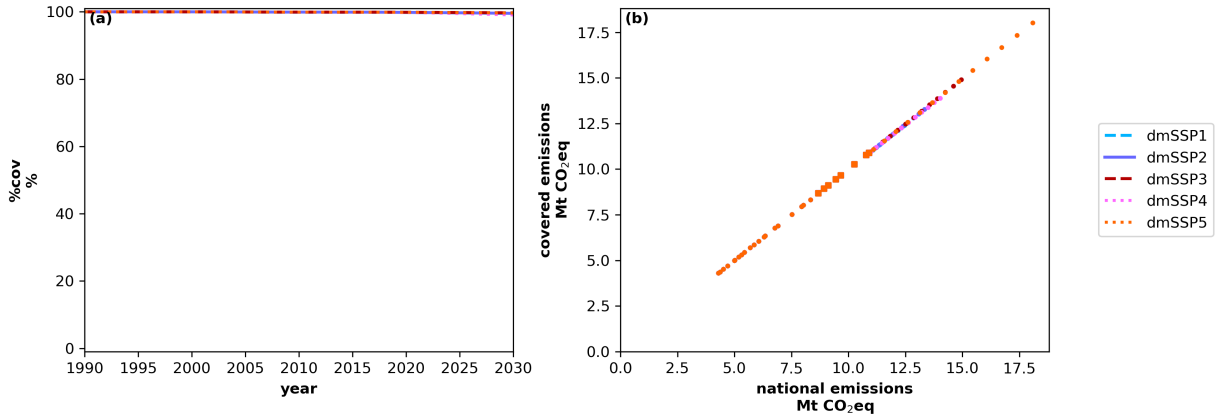 (a)
100
80
60
40
20
0
%cov
%
1990 1995 2000 2005 2010 2015 2020 2025 2030
year
(b)
17.5
15.0
12.5
10.0
7.5
5.0
2.5
0.0
covered emissions
Mt CO₂eq
0.0 2.5 5.0 7.5 10.0 12.5 15.0 17.5
national emissions
Mt CO₂eq
dmSSP1
dmSSP2
dmSSP3
dmSSP4
dmSSP5